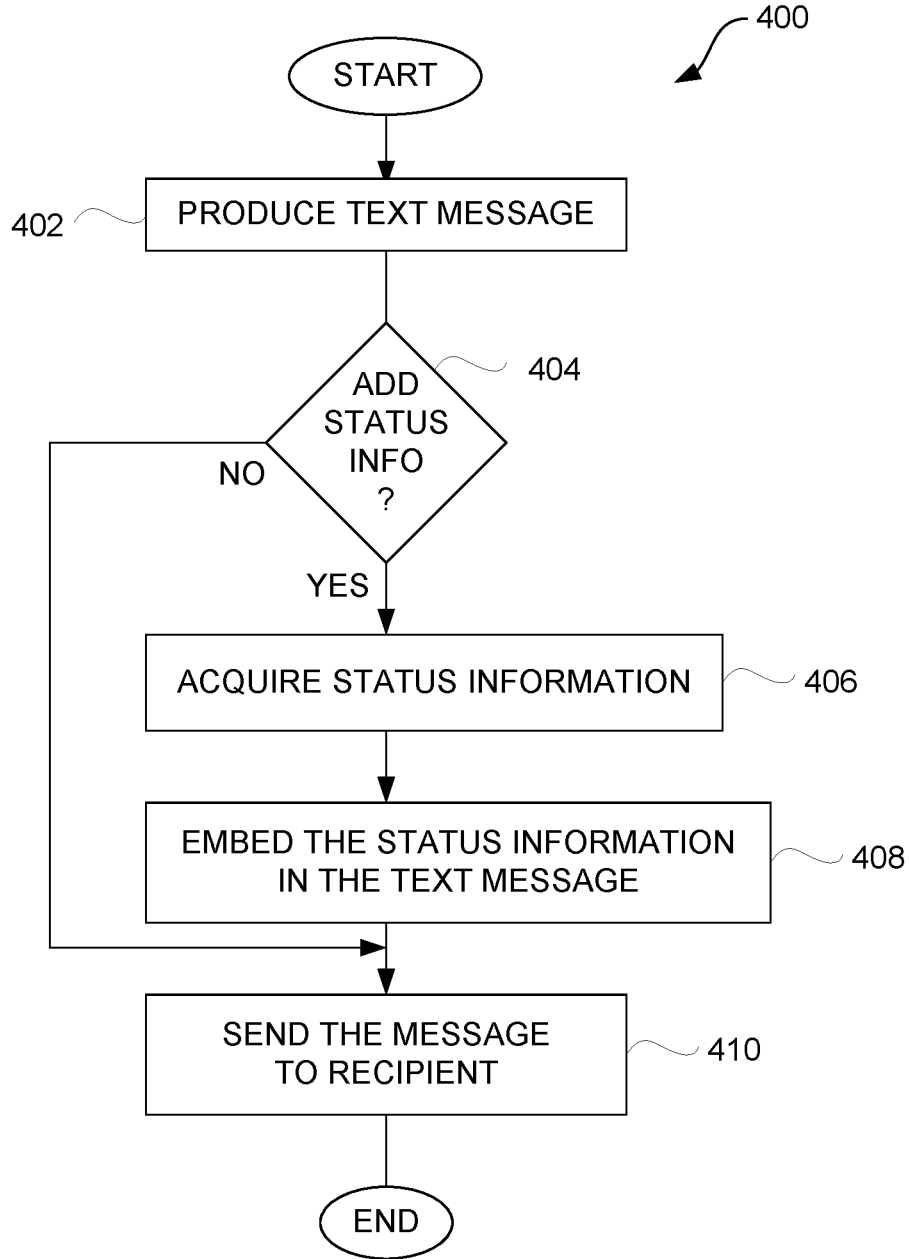 400
START
402
PRODUCE TEXT MESSAGE
404
ADD
STATUS
INFO
?
NO
YES
ACQUIRE STATUS INFORMATION
406
EMBED THE STATUS INFORMATION
IN THE TEXT MESSAGE
408
SEND THE MESSAGE
TO RECIPIENT
410
END